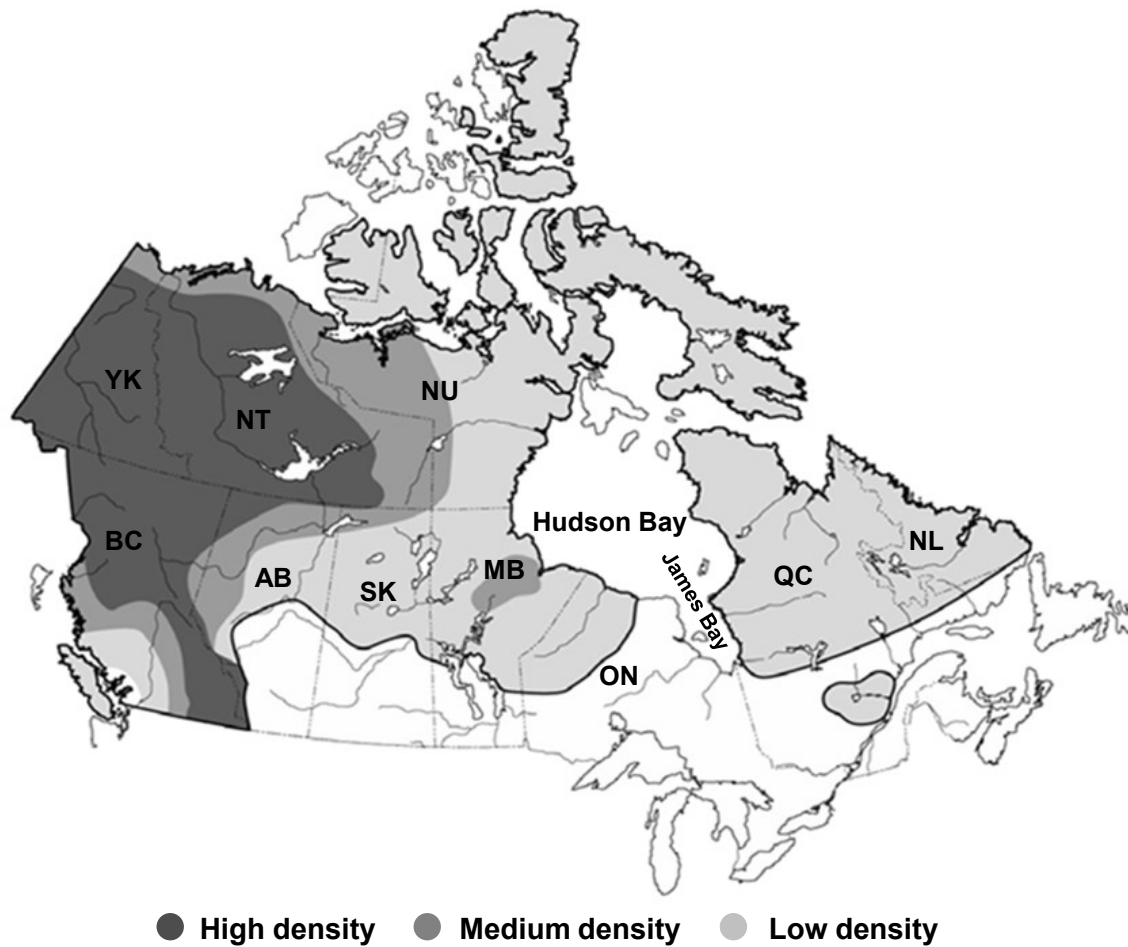 YK
NT
NU
Hudson Bay
BC
AB
SK
MB
James Bay
QC
NL
ON
High density
Medium density
Low density